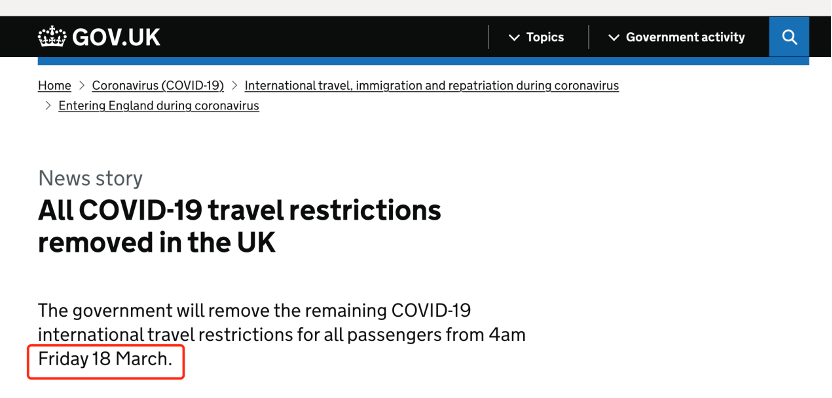 GOV.UK
Topics
Government activity
Home > Coronavirus (COVID-19) > International travel, immigration and repatriation during coronavirus
> Entering England during coronavirus
News story
All COVID-19 travel restrictions
removed in the UK
The government will remove the remaining COVID-19
international travel restrictions for all passengers from 4am
Friday 18 March.